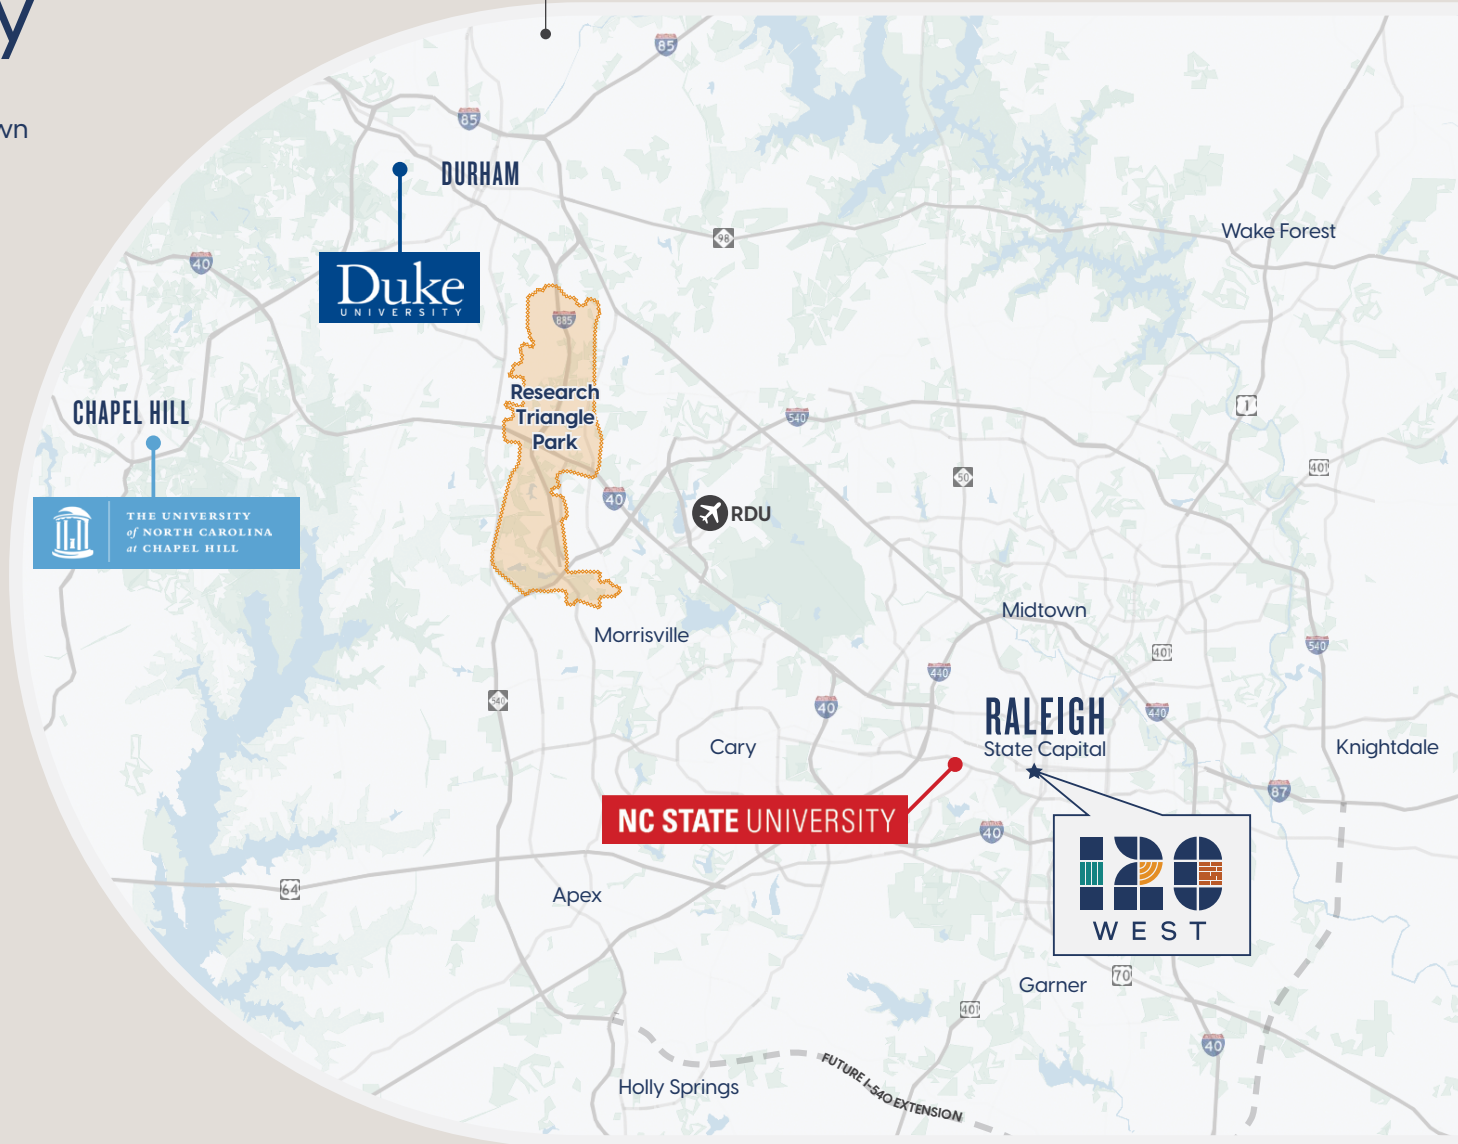 y
wn
85
85
DURHAM
98
Wake Forest
40
Duke
UNIVERSITY
885
Research
Triangle
Park
CHAPEL HILL
540
1
401
50
40
RDU
THE UNIVERSITY
of NORTH CAROLINA
at CHAPEL HILL
Midtown
Morrisville
401
540
440
540
40
RALEIGH
State Capital
440
Cary
Knightdale
87
NC STATE UNIVERSITY
40
120
WEST
64
Apex
70
Garner
401
40
Holly Springs
FUTURE I-540 EXTENSION